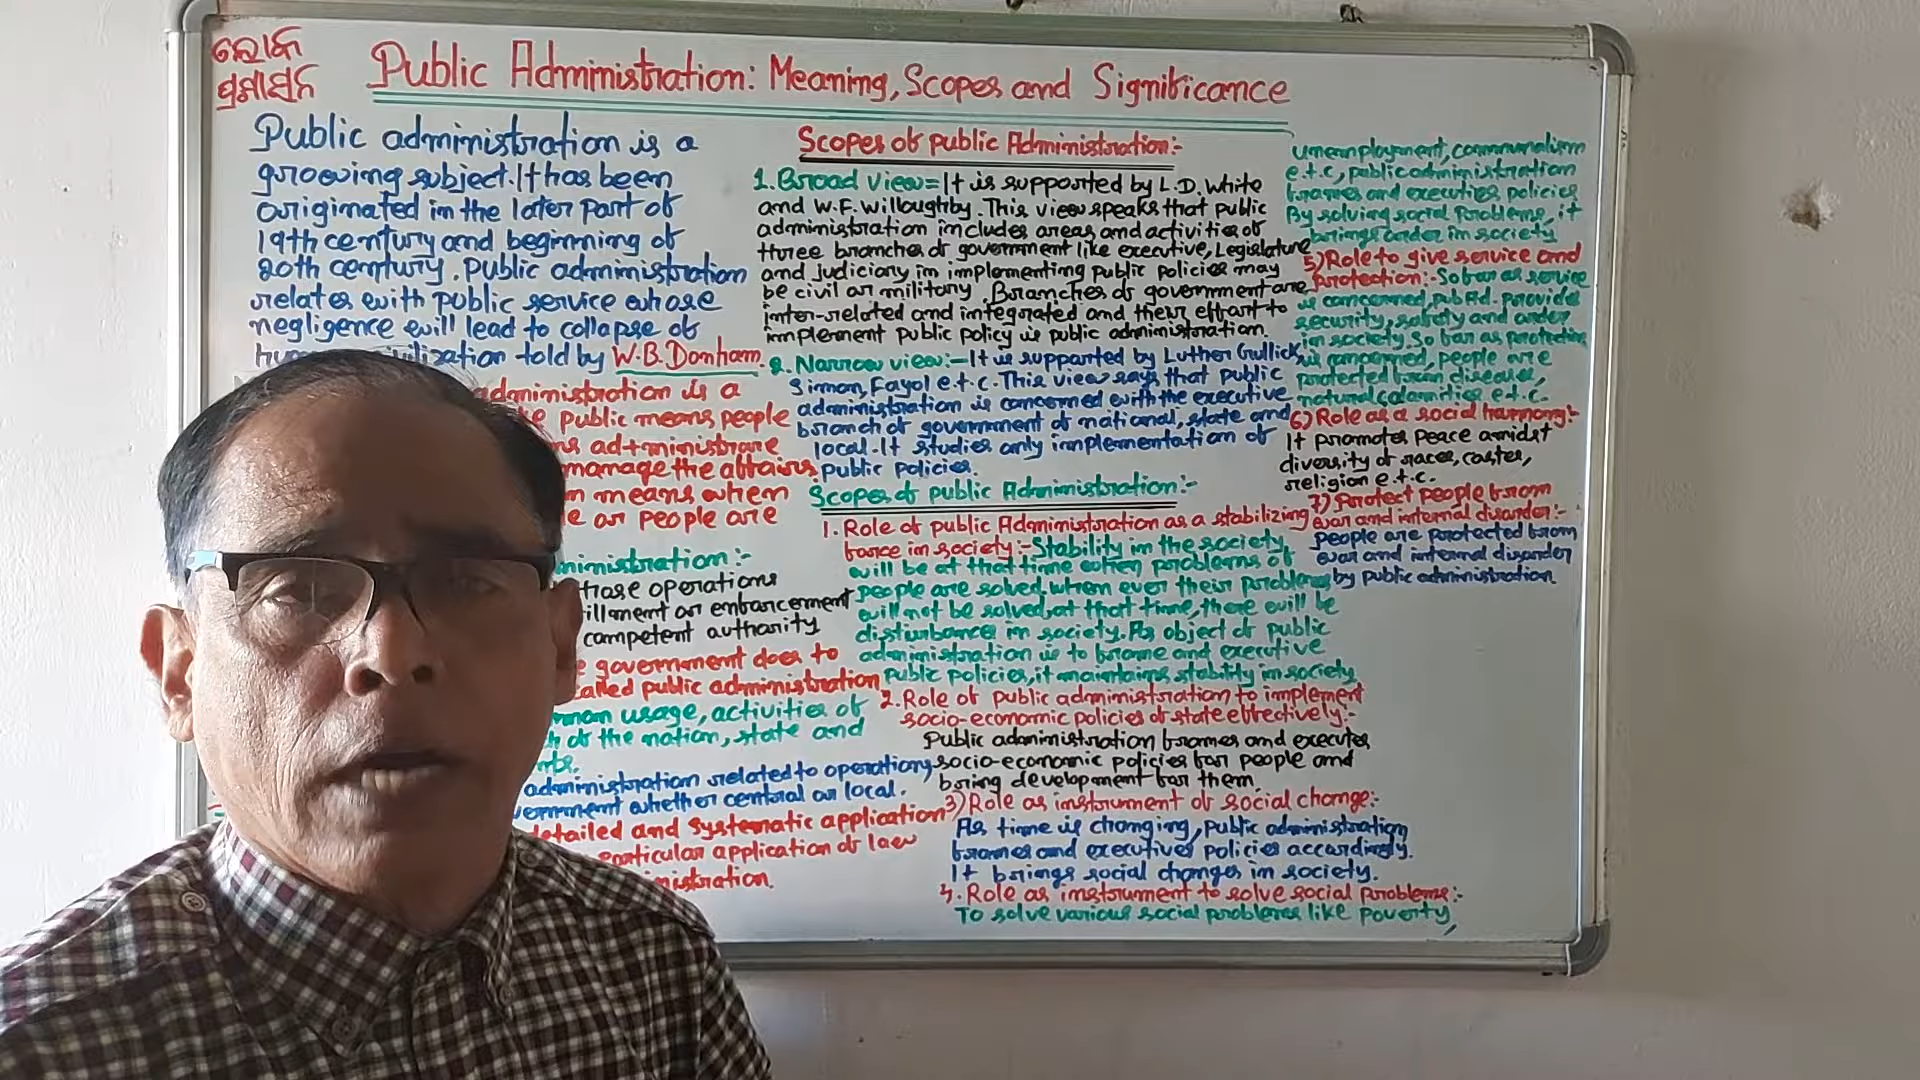 ଲୋକ
ପ୍ରଶାସନ
Public Administration: Meaning, Scopes and Significance
Public administration is a
growing subject. It has been
originated in the later part of
19th century and beginning of
20th century. Public administration
relates with public service whose
negligence will lead to collapse of
told by W.B. Donham.
administration is a
public means people
ad+ministrare
manage the affairs
means when
or people are
ministration:-
those operations
or enforcement
competent authority
government does to
called public administration
usage, activities of
of the nation, state and
administration related to operations
whether central or local.
detailed and systematic application
particular application of law
Scopes of public Administration:-
1. Broad view= It is supported by L.D. White
and W.F. Willoughby. This view speaks that public
administration includes areas and activities of
three branches of government like executive, Legislature
and judiciary in implementing public policies may
be civil or military. Branches of government are
inter-related and integrated and their effort to
implement public policy is public administration.
2. Narrow view:- It is supported by Luther Gullick,
Simon, Fayol e.t.c. This view says that public
administration is concerned with the executive
branch of government of national, state and
local. It studies only implementation of
public policies.
Scopes of public Administration:-
1. Role of public Administration as a stabilizing
force in society:- Stability in the society
will be at that time when problems of
people are solved. when ever their problems
will not be solved, at that time, there will be
disturbance in society. As object of public
administration is to frame and executive
public policies, it maintains stability in society.
2. Role of public administration to implement
socio-economic policies of state effectively:-
Public administration frames and executes
socio-economic policies for people and
bring development for them.
3) Role as instrument of social change:-
As time is changing, public administration
frames and executives policies accordingly.
It brings social changes in society.
4. Role as instrument to solve social problems:-
To solve various social problems like poverty,
unemployment, communalism
e.t.c, public administration
frames and executies policies
By solving social problems, it
brings order in society
5) Role to give service and
protection:- So far as service
is concerned, pub. Ad. provides
security, safety and order
in society. So far as protection
is concerned, people are
protected from disease,
natural calamities e.t.c.
6) Role as a social harmony:-
It promotes peace amidst
diversity of races, castes,
religion e.t.c.
7) Protect people from
war and internal disorder:-
people are protected from
war and internal disorder
by public administration.